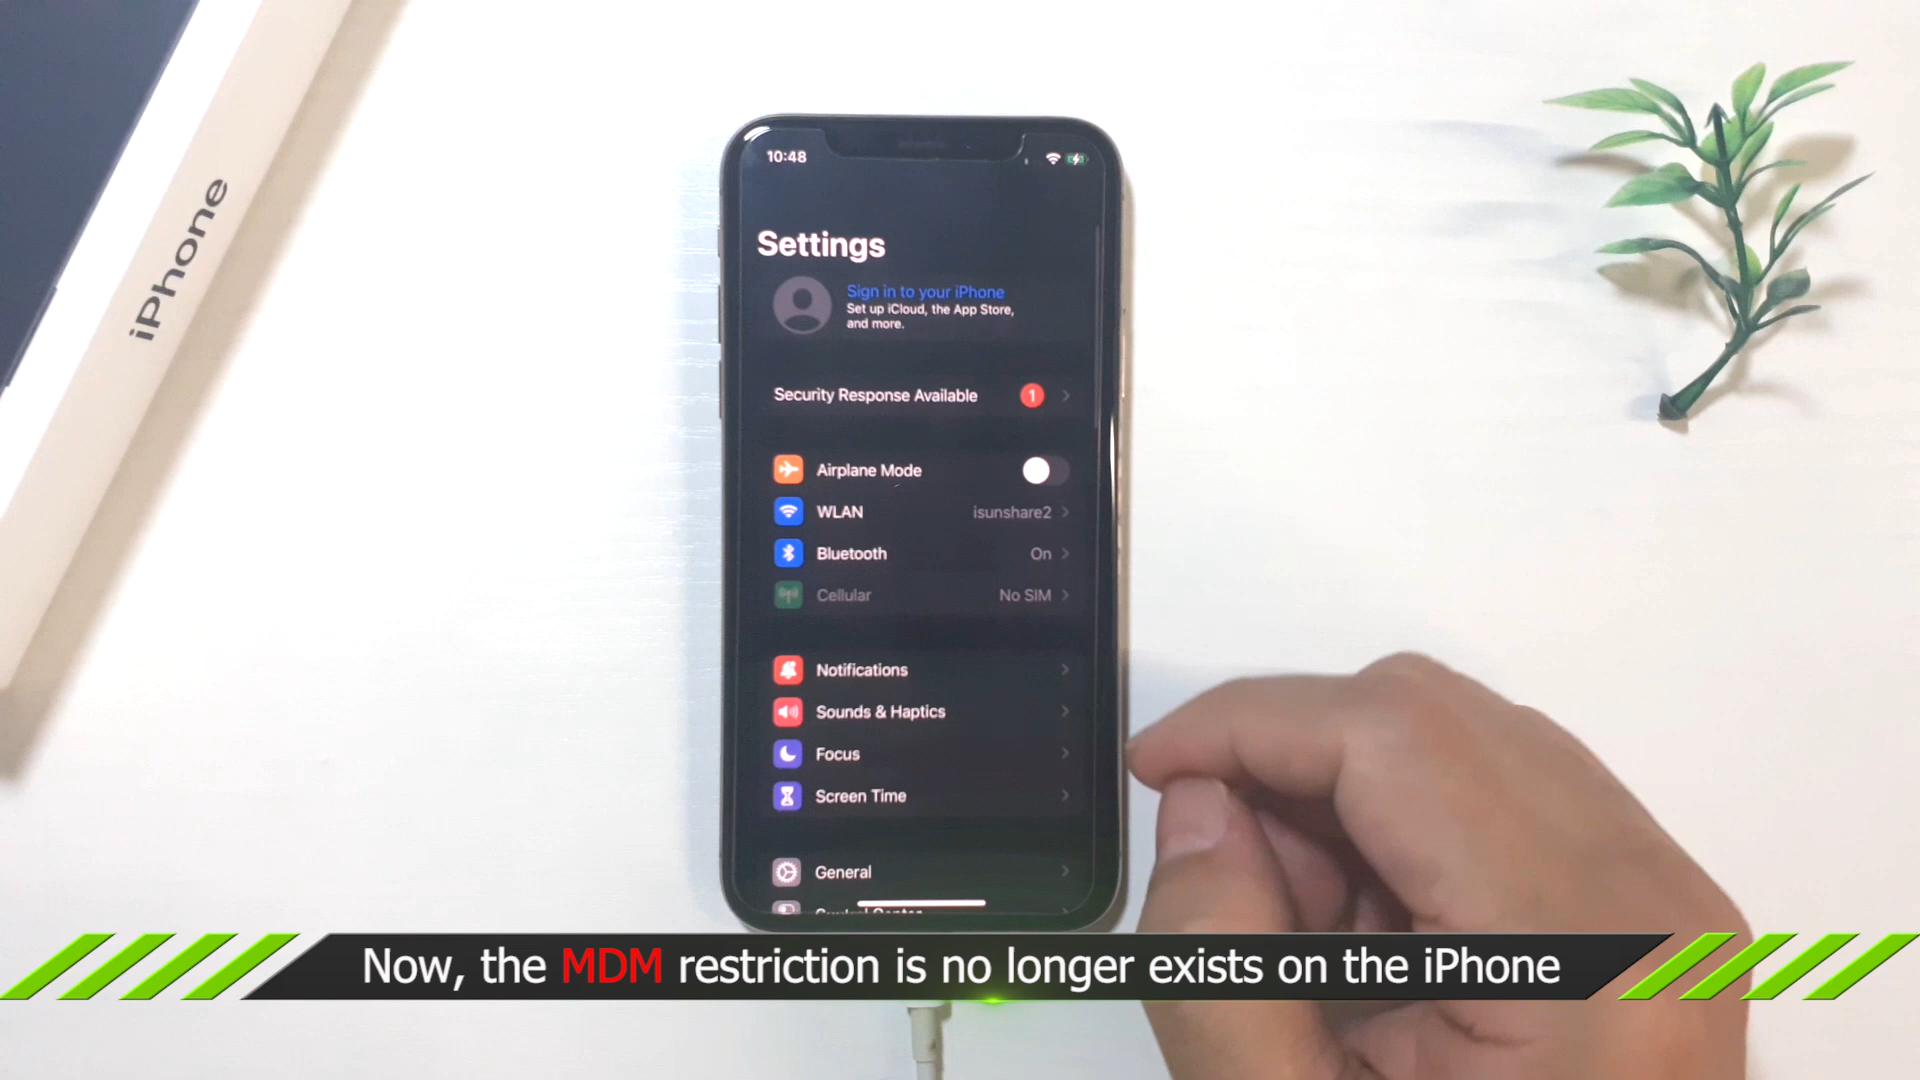 iPhone
10:48
Settings
Sign in to your iPhone
Set up iCloud, the App Store,
and more.
Security Response Available 1
Airplane Mode
WLAN isunshare2
Bluetooth On
Cellular No SIM
Notifications
Sounds & Haptics
Focus
Screen Time
General
Control Center
Now, the MDM restriction is no longer exists on the iPhone